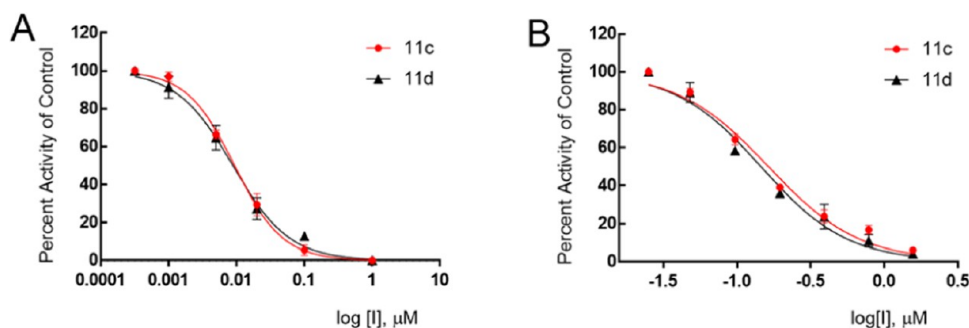 A
Percent Activity of Control
120
100
80
60
40
20
0
0.0001
0.001
0.01
0.1
1
10
log [I], μM
11c
11d
B
Percent Activity of Control
120
100
80
60
40
20
0
-1.5
-1.0
-0.5
0.0
0.5
log[I], μM
11c
11d